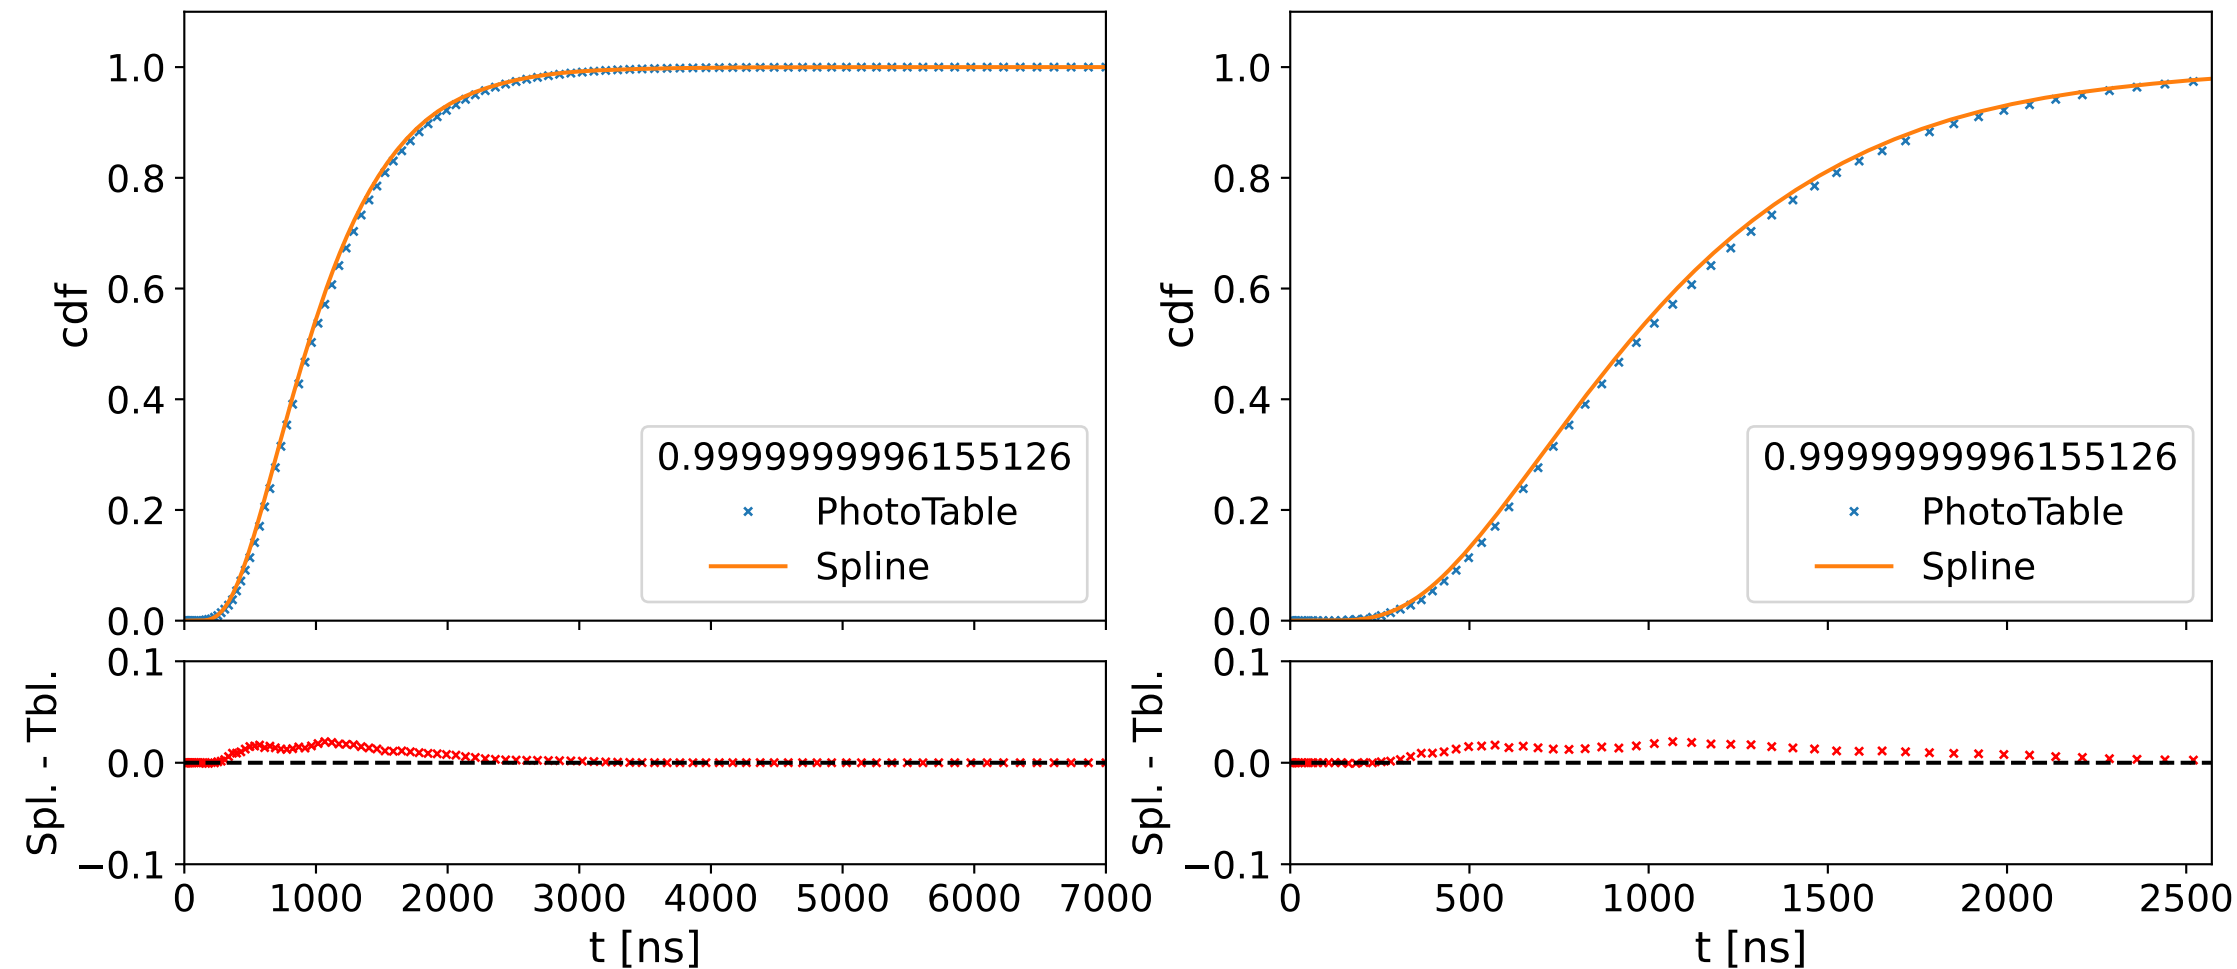 1.0
0.8
0.6
0.4
0.2
0.0
cdf
0.9999999996155126
PhotoTable
Spline
0.1
0.0
−0.1
Spl. - Tbl.
0 1000 2000 3000 4000 5000 6000 7000
t [ns]
1.0
0.8
0.6
0.4
0.2
0.0
cdf
0.9999999996155126
PhotoTable
Spline
0.1
0.0
−0.1
Spl. - Tbl.
0 500 1000 1500 2000 2500
t [ns]